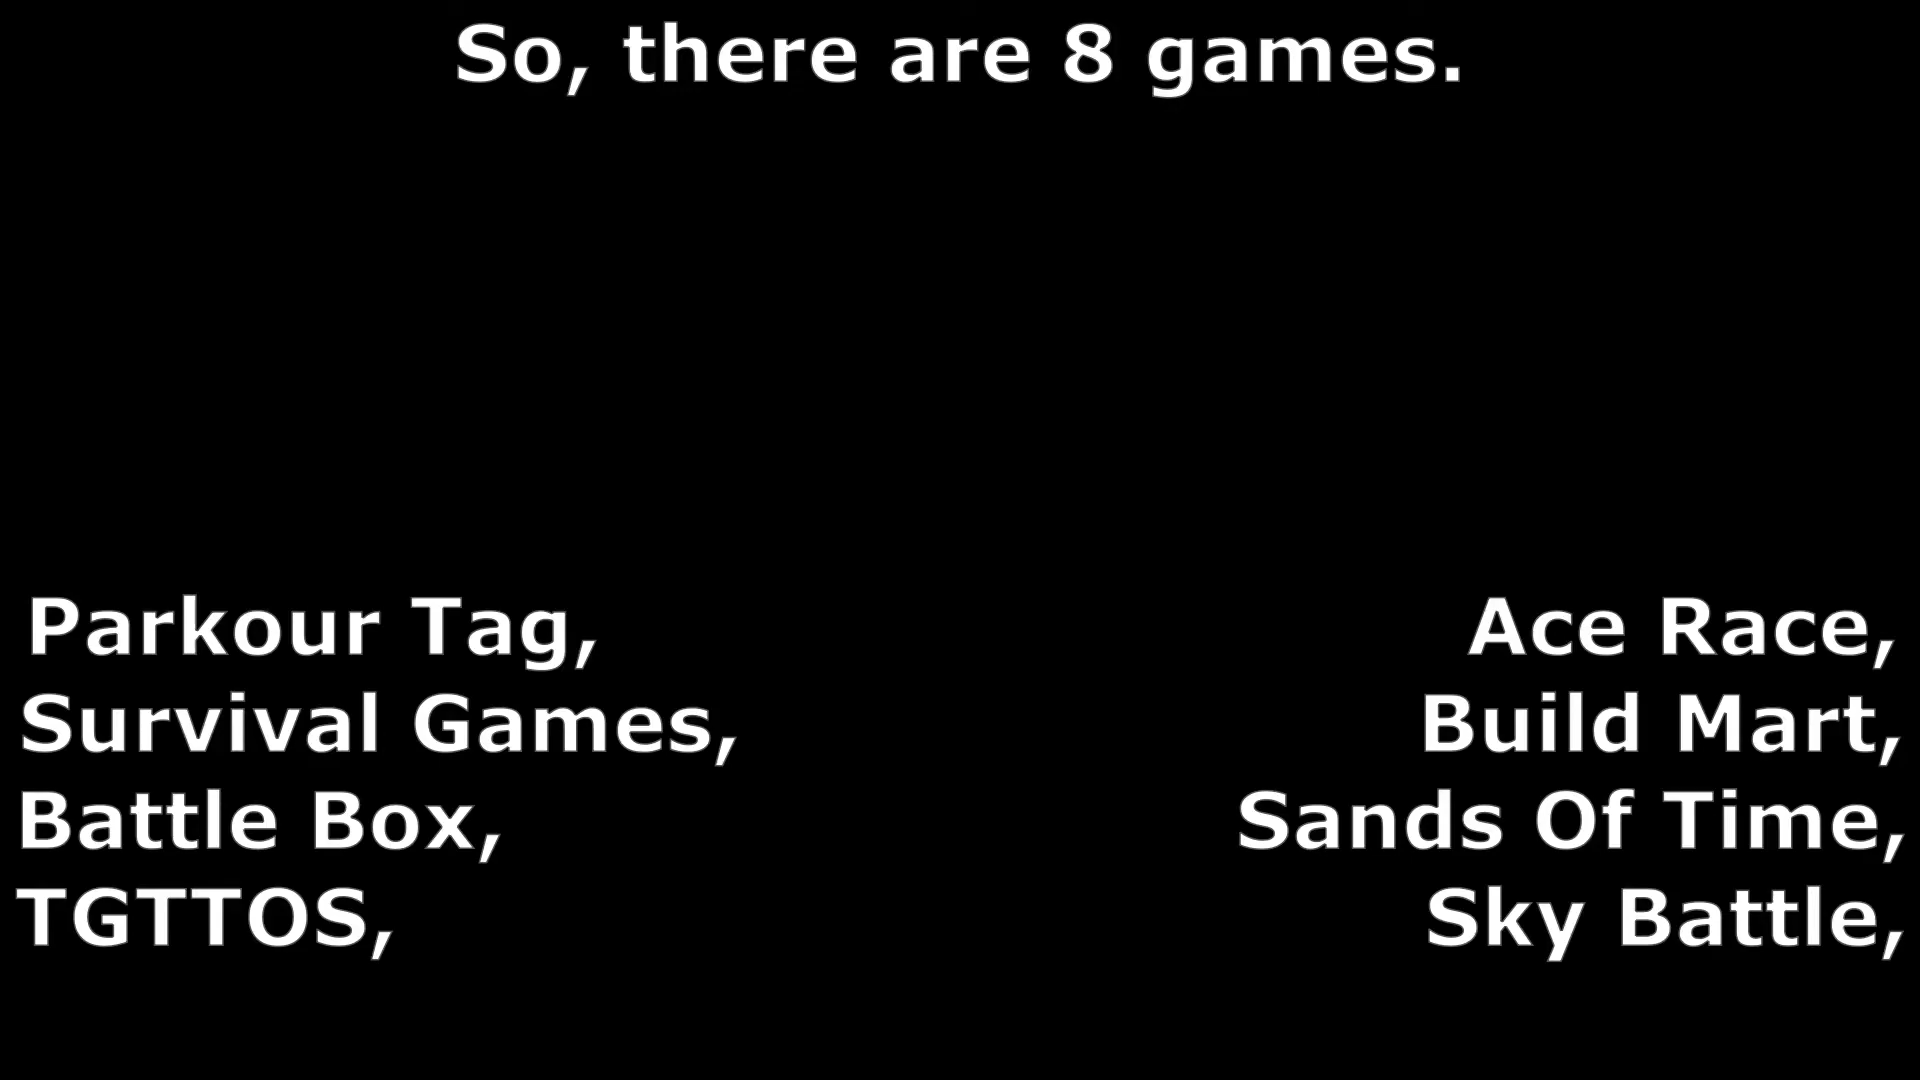 So, there are 8 games.
Parkour Tag,
Survival Games,
Battle Box,
TGTTOS,
Ace Race,
Build Mart,
Sands Of Time,
Sky Battle,